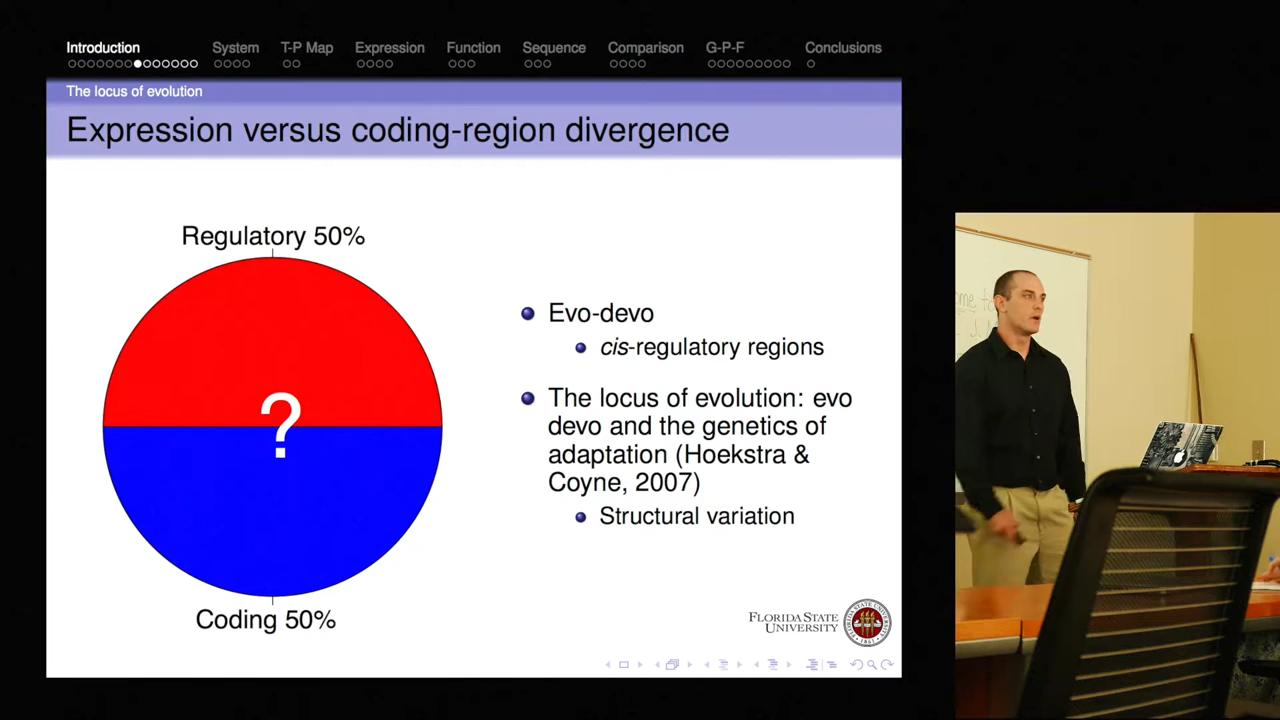 Introduction System T-P Map Expression Function Sequence Comparison G-P-F Conclusions
The locus of evolution
Expression versus coding-region divergence
Regulatory 50%
?
Coding 50%
Evo-devo
cis-regulatory regions
The locus of evolution: evo
devo and the genetics of
adaptation (Hoekstra &
Coyne, 2007)
Structural variation
FLORIDA STATE
UNIVERSITY